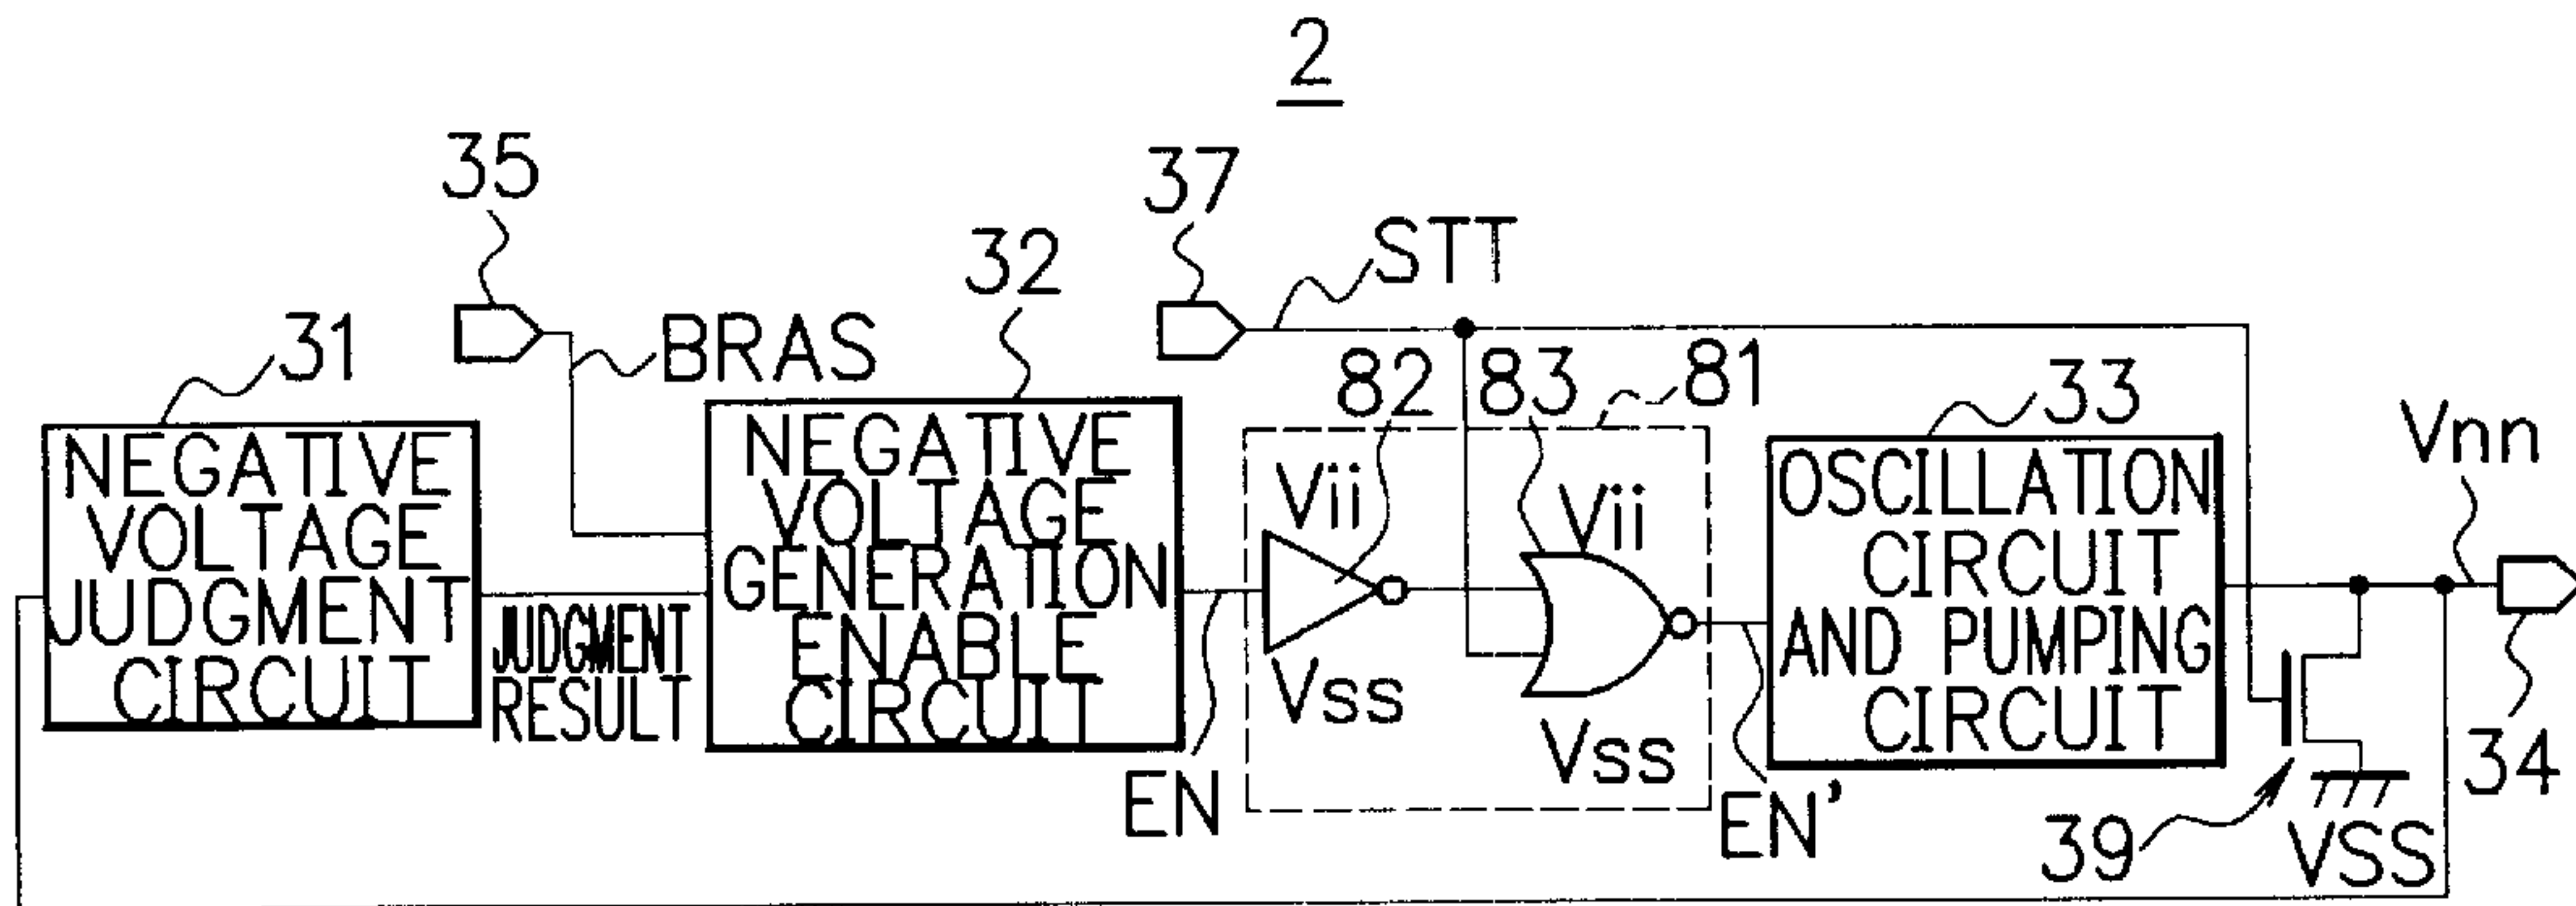 2
35
37
STT
32
31
BRAS
82
83
81
33
Vnn
NEGATIVE
VOLTAGE
JUDGMENT
CIRCUIT
JUDGMENT
RESULT
NEGATIVE
VOLTAGE
GENERATION
ENABLE
CIRCUIT
EN
Vii
Vss
Vii
Vss
EN'
OSCILLATION
CIRCUIT
AND PUMPING
CIRCUIT
39
VSS
34